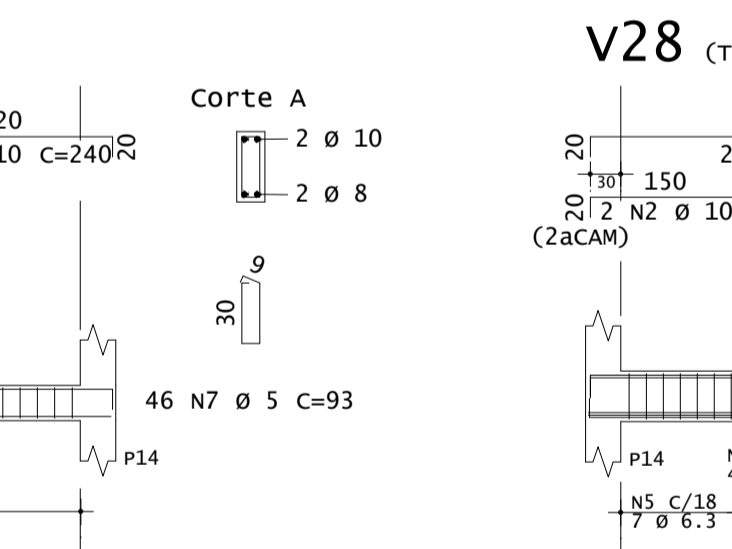 20
10 C=240
20
Corte A
2 Ø 10
2 Ø 8
9
30
46 N7 Ø 5 C=93
P14
V28 (T
20
2
30 150
20
2 N2 Ø 10
(2aCAM)
P14
N5 C/18
7 Ø 6.3